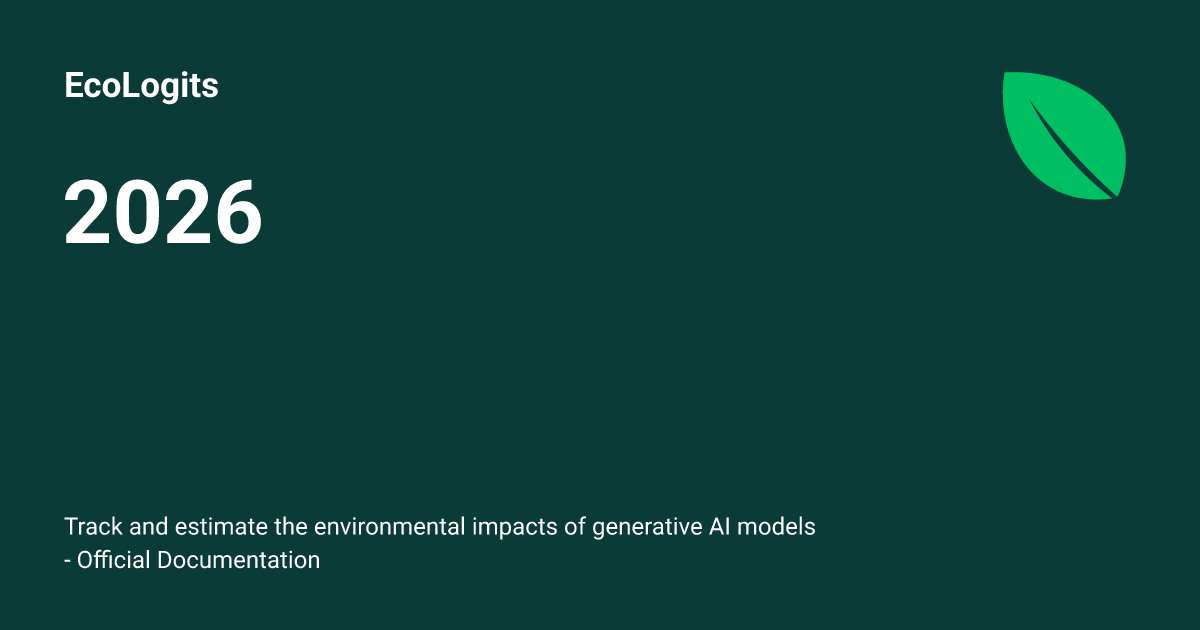 EcoLogits
2026
Track and estimate the environmental impacts of generative AI models
- Official Documentation